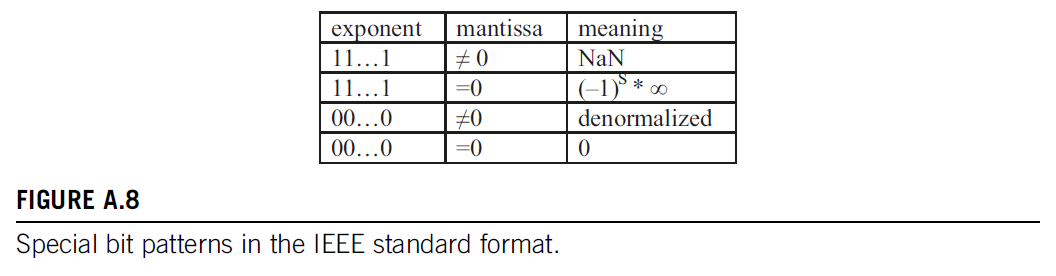 exponent mantissa meaning
11…1 ≠ 0 NaN
11…1 =0 (–1)^S * ∞
00…0 ≠0 denormalized
00…0 =0 0
FIGURE A.8
Special bit patterns in the IEEE standard format.